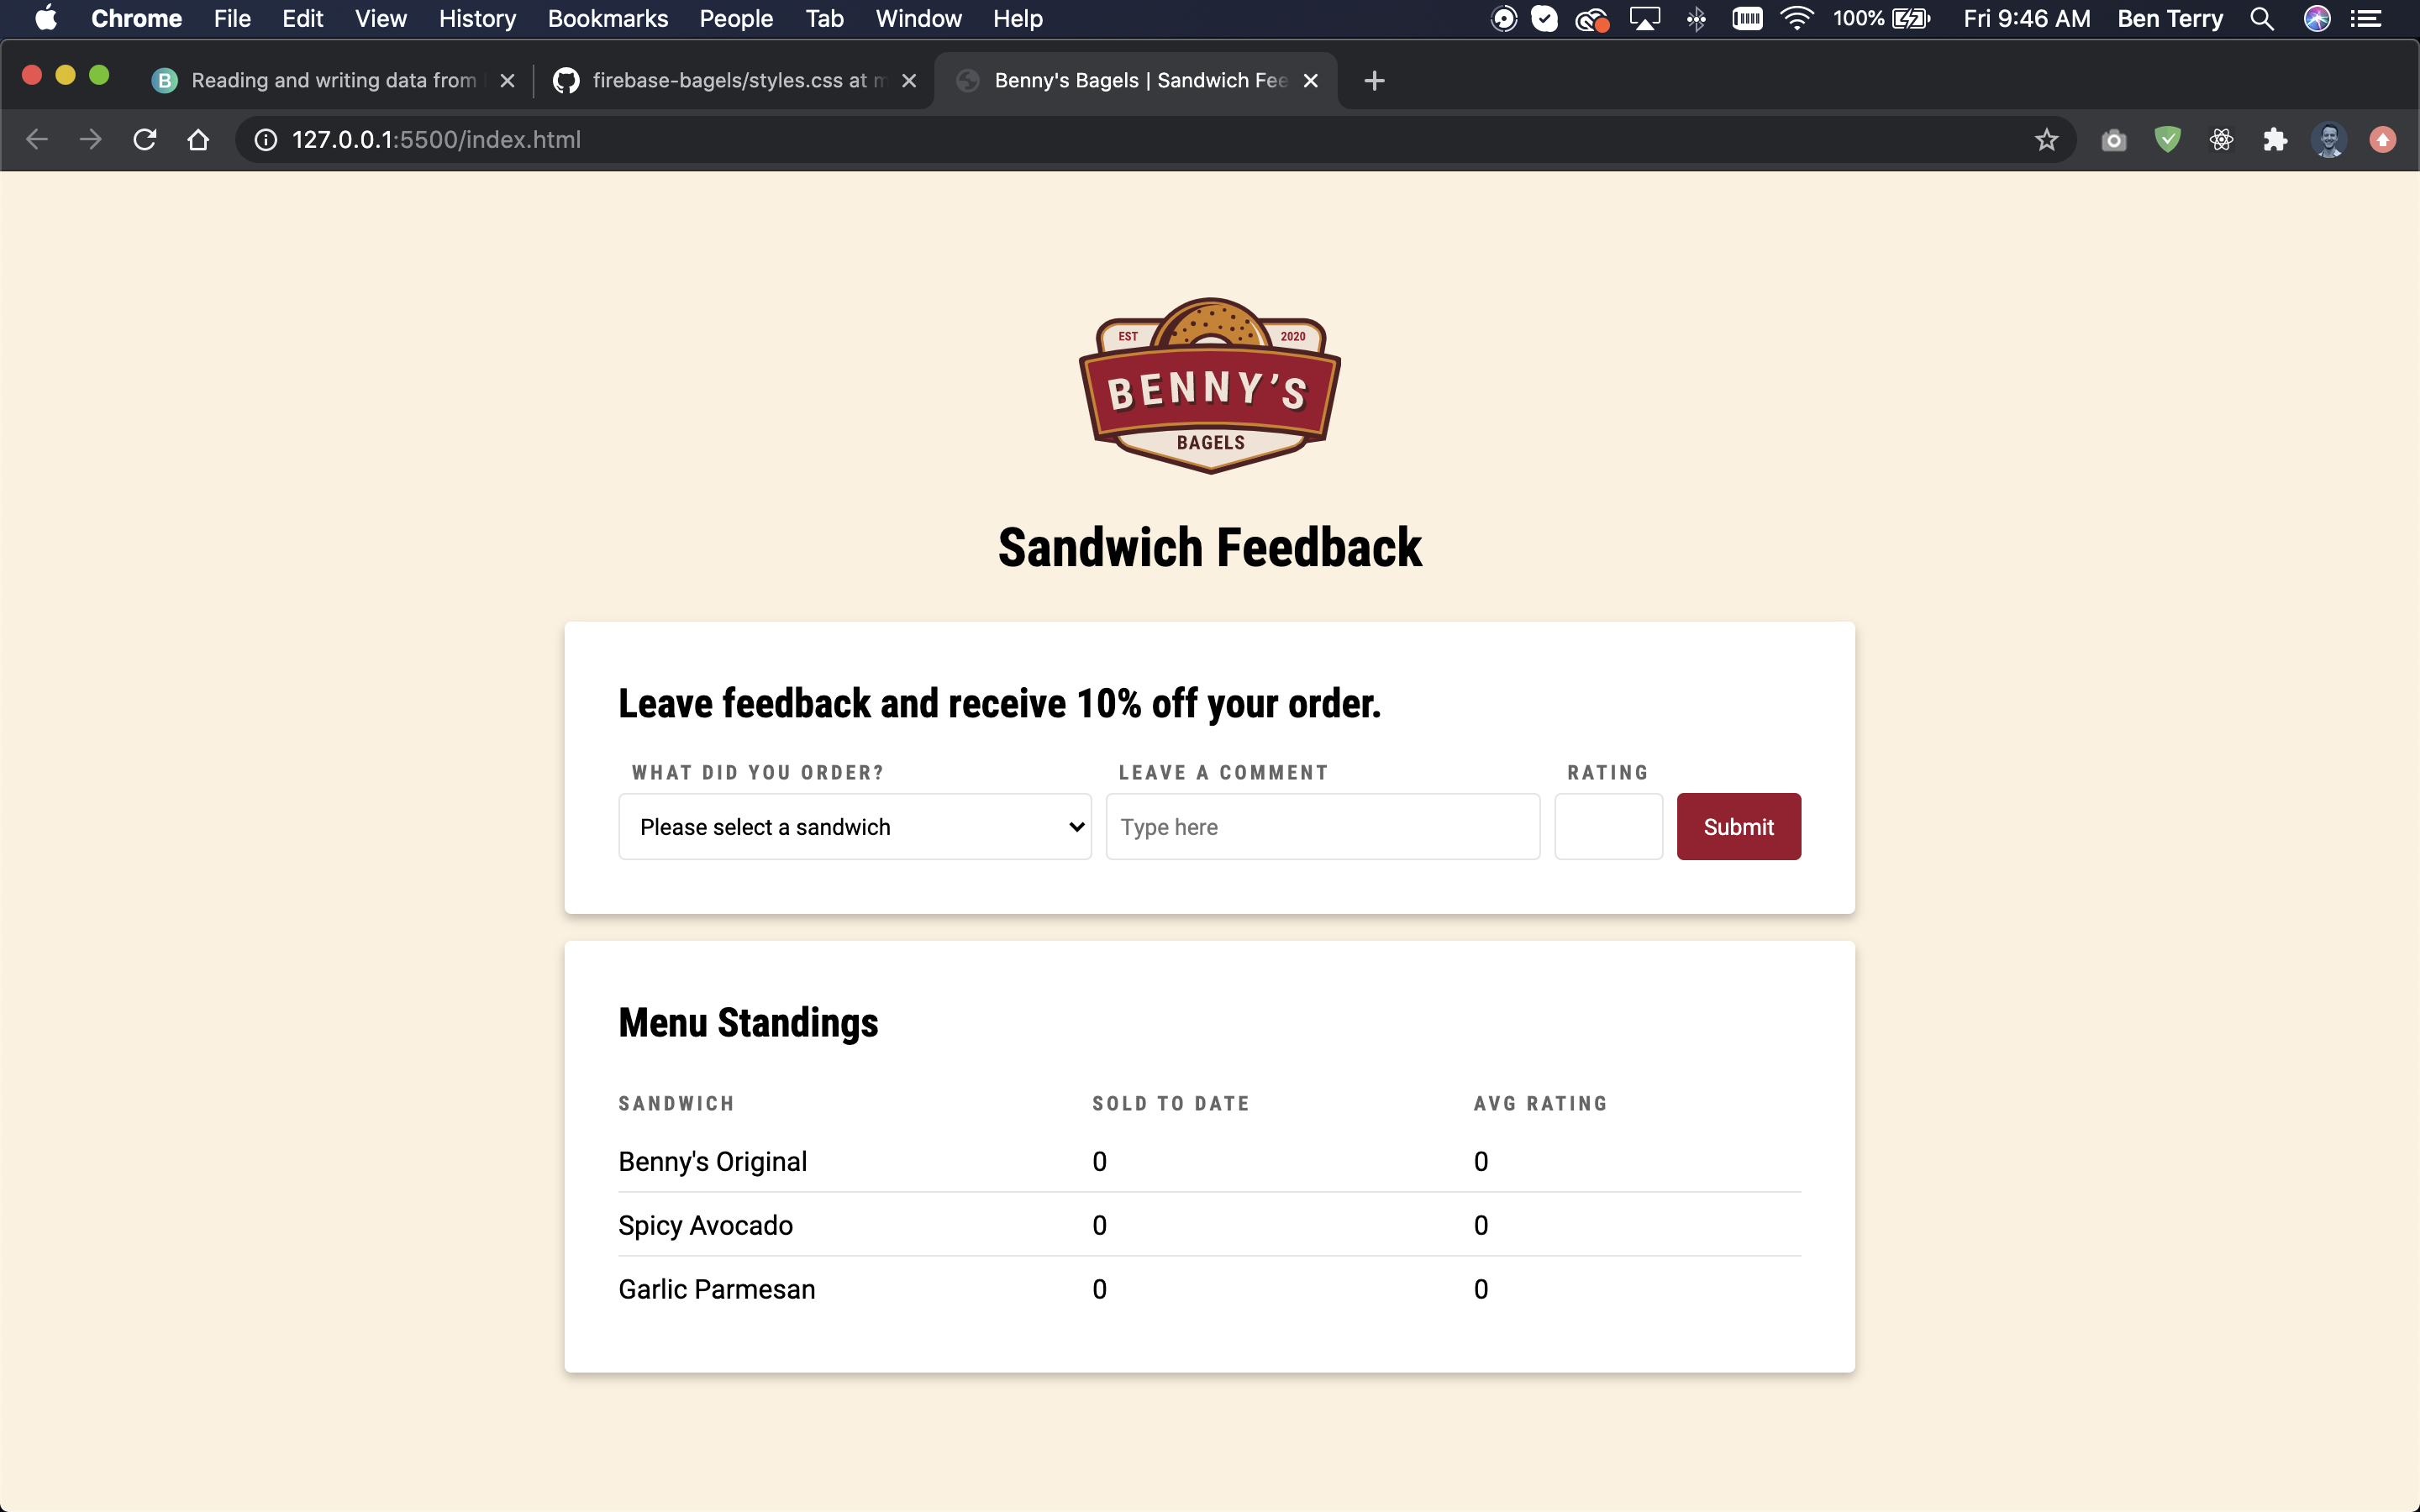 Chrome File Edit View History Bookmarks People Tab Window Help 100% Fri 9:46 AM Ben Terry
Reading and writing data from firebase-bagels/styles.css at Benny's Bagels | Sandwich Fee
127.0.0.1:5500/index.html
EST 2020
BENNY'S
BAGELS
Sandwich Feedback
Leave feedback and receive 10% off your order.
WHAT DID YOU ORDER? LEAVE A COMMENT RATING
Please select a sandwich Type here Submit
Menu Standings
SANDWICH SOLD TO DATE AVG RATING
Benny's Original 0 0
Spicy Avocado 0 0
Garlic Parmesan 0 0